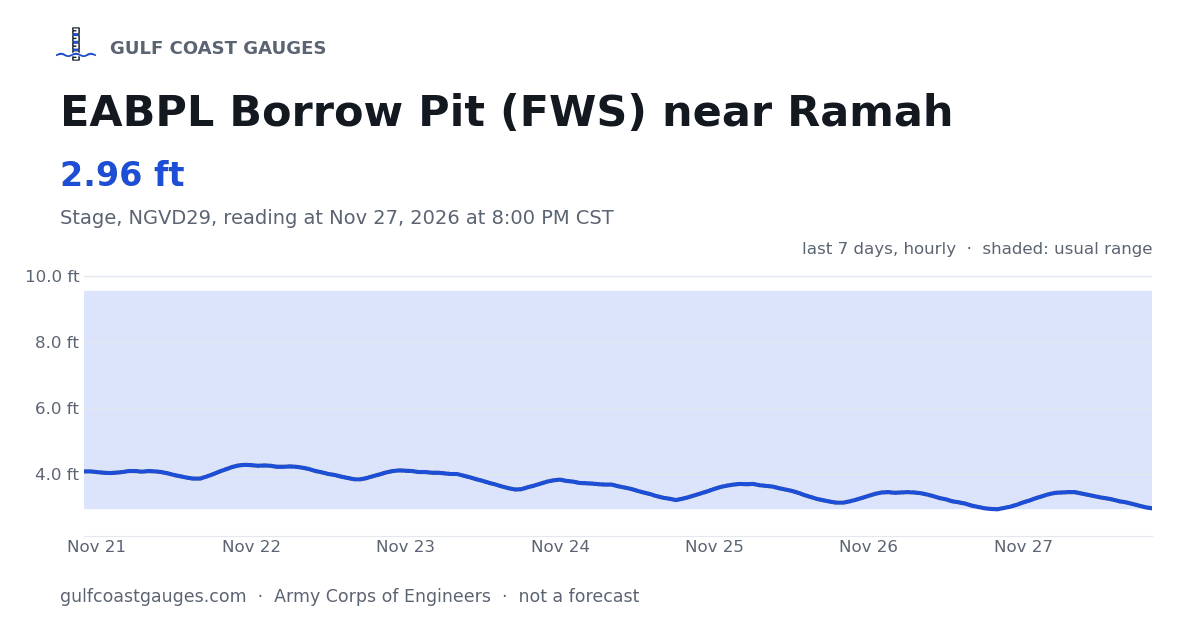 GULF COAST GAUGES
EABPL Borrow Pit (FWS) near Ramah
2.96 ft
Stage, NGVD29, reading at Nov 27, 2026 at 8:00 PM CST
last 7 days, hourly · shaded: usual range
10.0 ft
8.0 ft
6.0 ft
4.0 ft
Nov 21 Nov 22 Nov 23 Nov 24 Nov 25 Nov 26 Nov 27
gulfcoastgauges.com · Army Corps of Engineers · not a forecast